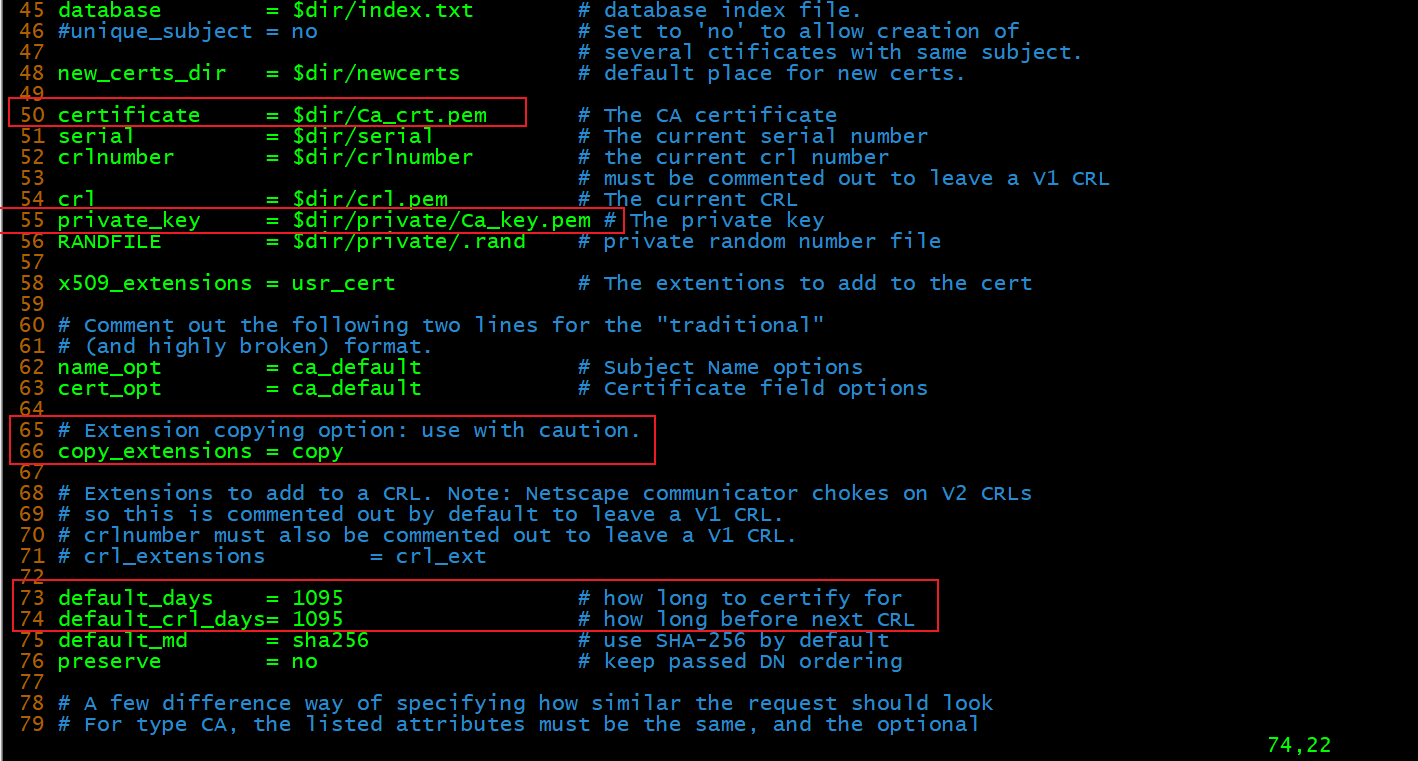 45 database        = $dir/index.txt        # database index file.
46 #unique_subject = no                    # Set to 'no' to allow creation of
47                                         # several ctificates with same subject.
48 new_certs_dir   = $dir/newcerts         # default place for new certs.
49
50 certificate     = $dir/Ca_crt.pem       # The CA certificate
51 serial          = $dir/serial           # The current serial number
52 crlnumber       = $dir/crlnumber        # the current crl number
53                                         # must be commented out to leave a V1 CRL
54 crl             = $dir/crl.pem          # The current CRL
55 private_key     = $dir/private/Ca_key.pem # The private key
56 RANDFILE        = $dir/private/.rand    # private random number file
57
58 x509_extensions = usr_cert              # The extentions to add to the cert
59
60 # Comment out the following two lines for the "traditional"
61 # (and highly broken) format.
62 name_opt        = ca_default            # Subject Name options
63 cert_opt        = ca_default            # Certificate field options
64
65 # Extension copying option: use with caution.
66 copy_extensions = copy
67
68 # Extensions to add to a CRL. Note: Netscape communicator chokes on V2 CRLs
69 # so this is commented out by default to leave a V1 CRL.
70 # crlnumber must also be commented out to leave a V1 CRL.
71 # crl_extensions        = crl_ext
72
73 default_days    = 1095                  # how long to certify for
74 default_crl_days= 1095                  # how long before next CRL
75 default_md      = sha256                # use SHA-256 by default
76 preserve        = no                    # keep passed DN ordering
77
78 # A few difference way of specifying how similar the request should look
79 # For type CA, the listed attributes must be the same, and the optional
74,22